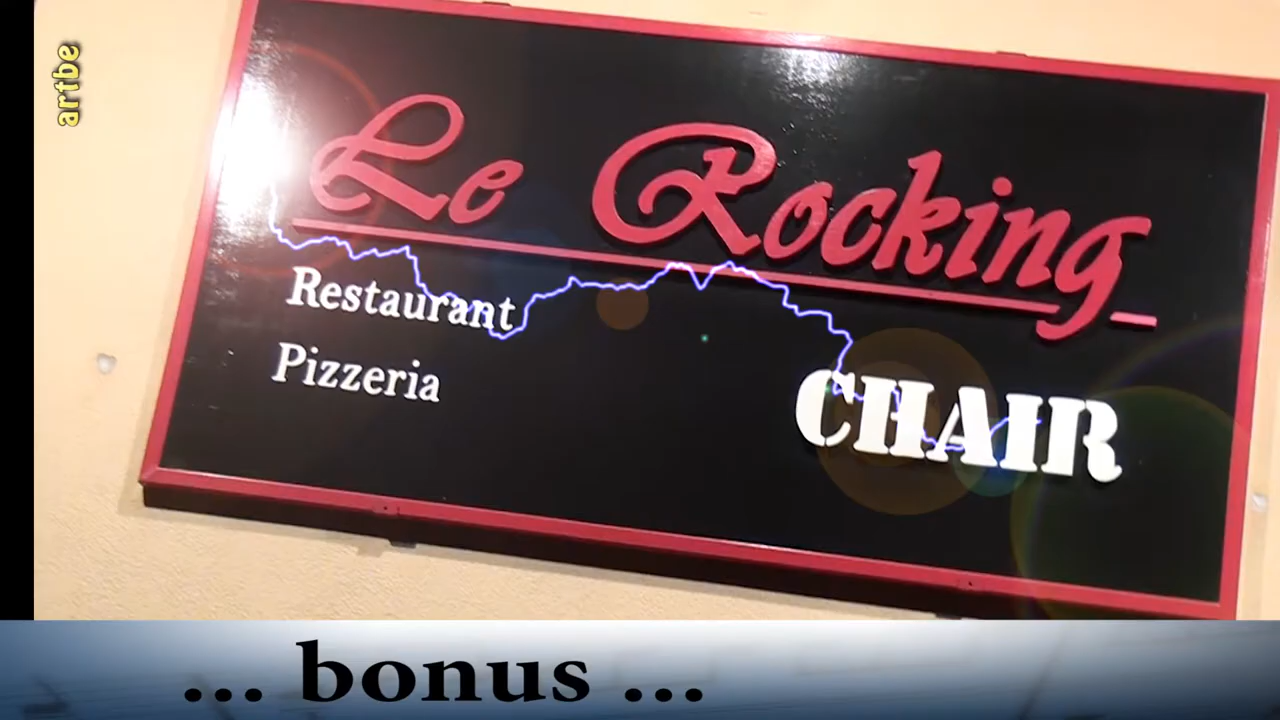 artbe
Le Rocking
Restaurant
Pizzeria
CHAIR
... bonus ...